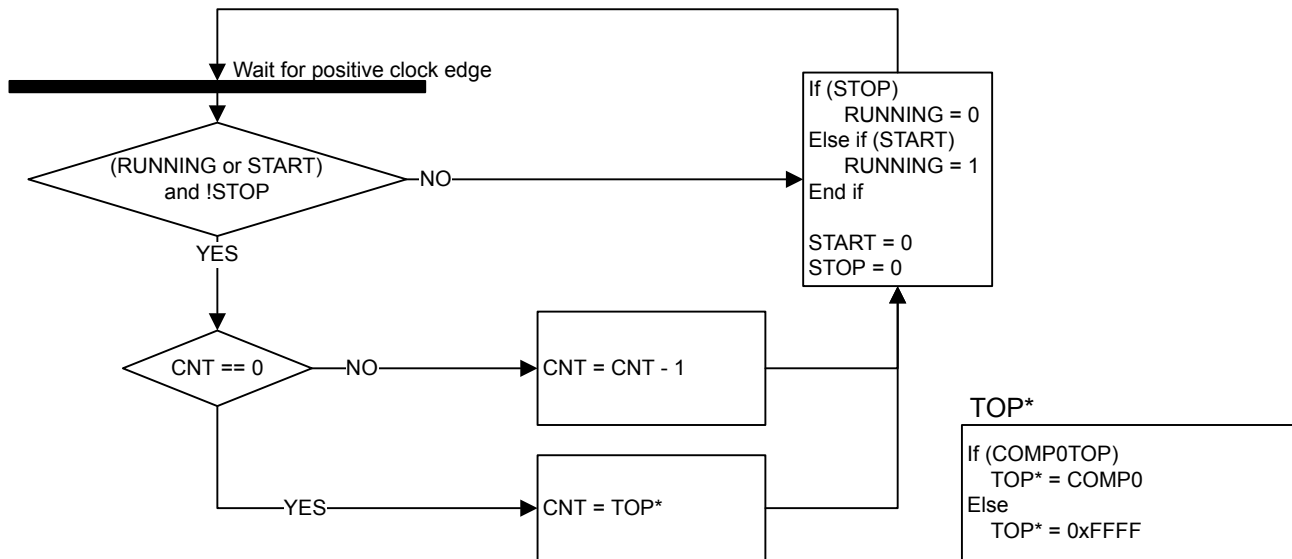 Wait for positive clock edge
(RUNNING or START)
and !STOP
NO
YES
If (STOP)
RUNNING = 0
Else if (START)
RUNNING = 1
End if
START = 0
STOP = 0
CNT == 0
NO
CNT = CNT - 1
YES
CNT = TOP*
TOP*
If (COMP0TOP)
TOP* = COMP0
Else
TOP* = 0xFFFF